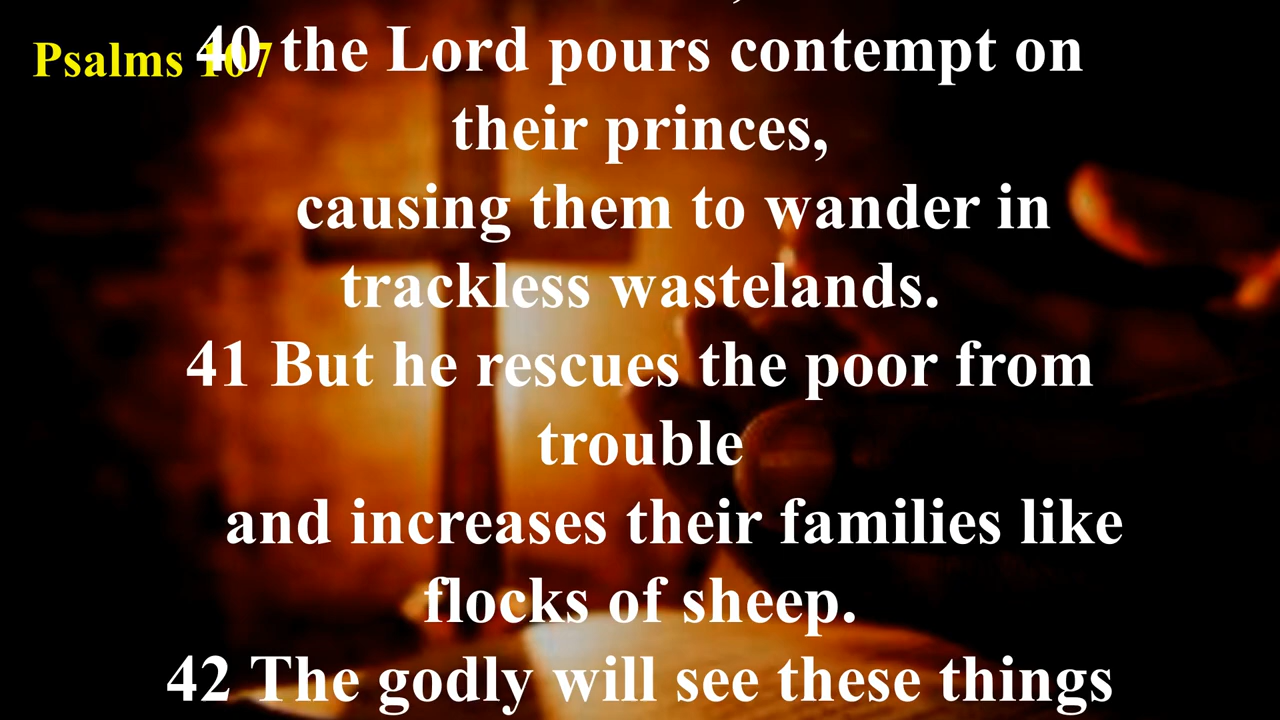 Psalms 107
40 the Lord pours contempt on
their princes,
causing them to wander in
trackless wastelands.
41 But he rescues the poor from
trouble
and increases their families like
flocks of sheep.
42 The godly will see these things